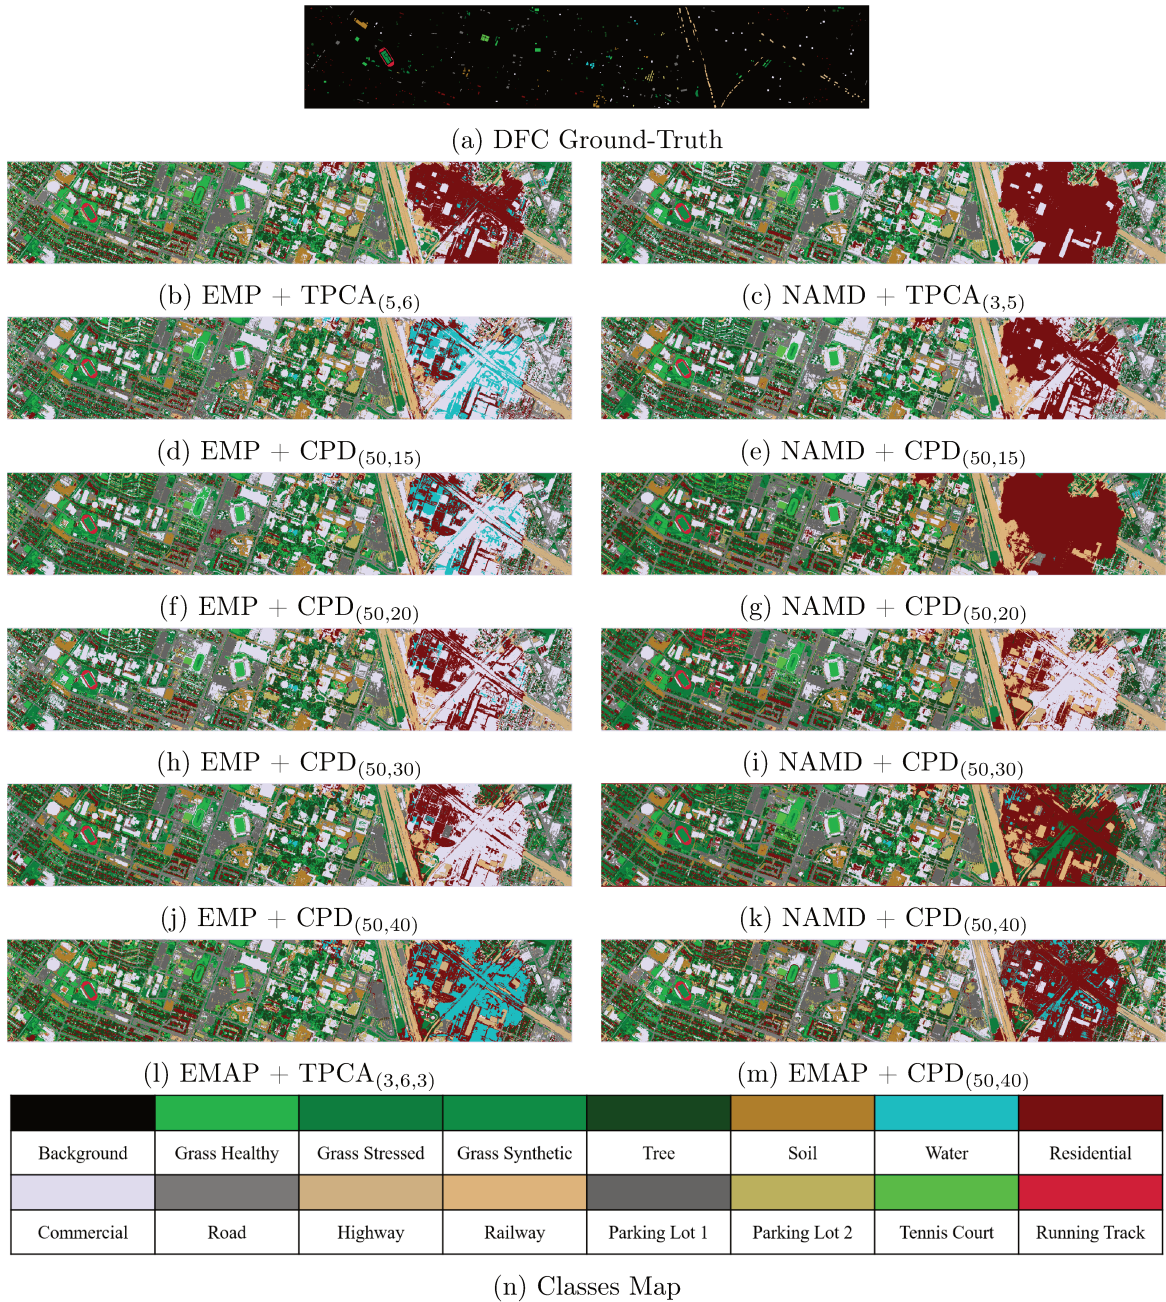 (a) DFC Ground-Truth
(b) EMP + TPCA(5,6)
(c) NAMD + TPCA(3,5)
(d) EMP + CPD(50,15)
(e) NAMD + CPD(50,15)
(f) EMP + CPD(50,20)
(g) NAMD + CPD(50,20)
(h) EMP + CPD(50,30)
(i) NAMD + CPD(50,30)
(j) EMP + CPD(50,40)
(k) NAMD + CPD(50,40)
(l) EMAP + TPCA(3,6,3)
(m) EMAP + CPD(50,40)
Background Grass Healthy Grass Stressed Grass Synthetic Tree Soil Water Residential
Commercial Road Highway Railway Parking Lot 1 Parking Lot 2 Tennis Court Running Track
(n) Classes Map